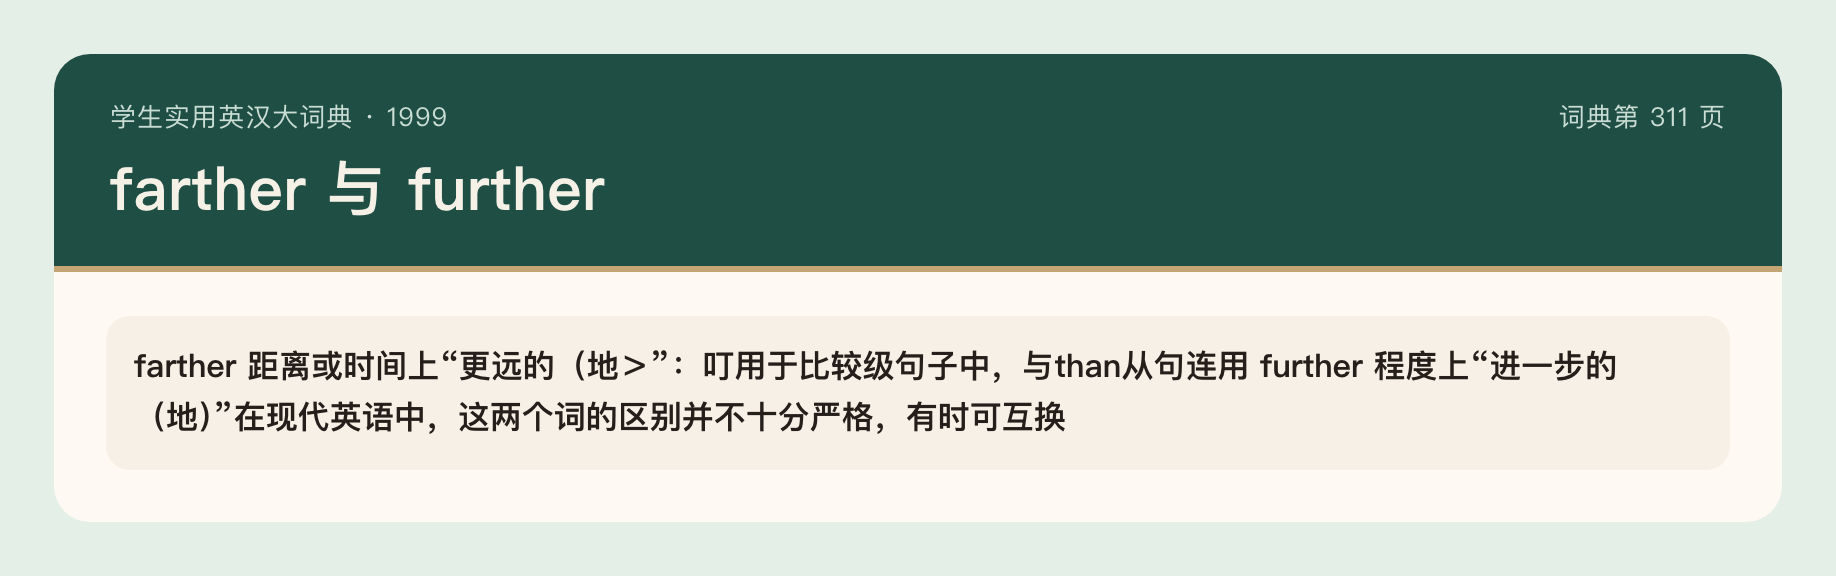 学生实用英汉大词典 · 1999
词典第 311 页
farther 与 further
farther 距离或时间上“更远的（地＞”：叮用于比较级句子中，与than从句连用 further 程度上“进一步的
（地）”在现代英语中，这两个词的区别并不十分严格，有时可互换